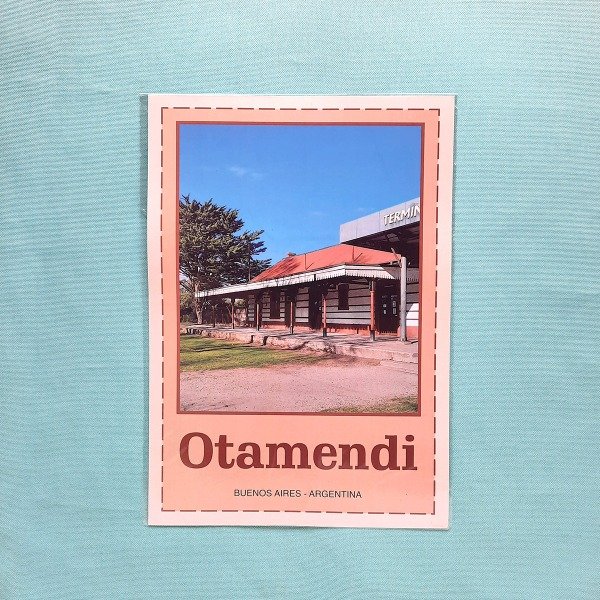 TERMIN
Otamendi
BUENOS AIRES - ARGENTINA